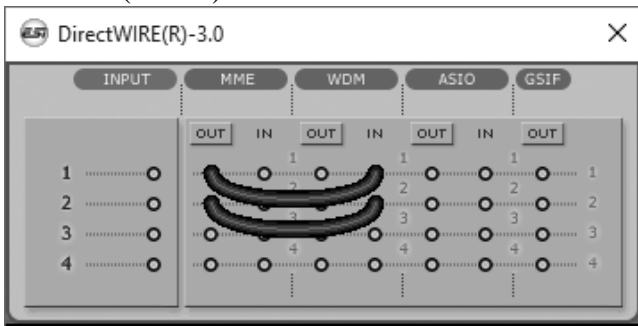 ESI DirectWIRE(R)-3.0
INPUT MME WDM ASIO GSIF
OUT IN OUT IN OUT IN OUT
1 1 1 1 1
2 2 2 2 2
3 3 3 3 3
4 4 4 4 4